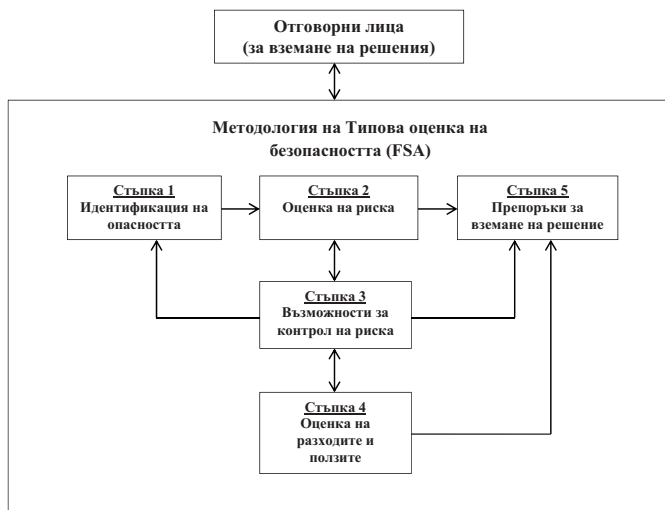 Отговорни лица
(за вземане на решения)
Методология на Типова оценка на
безопасността (FSA)
Стъпка 1
Идентификация на
опасността
Стъпка 2
Оценка на риска
Стъпка 5
Препоръки за
вземане на решение
Стъпка 3
Възможности за
контрол на риска
Стъпка 4
Оценка на
разходите и
ползите